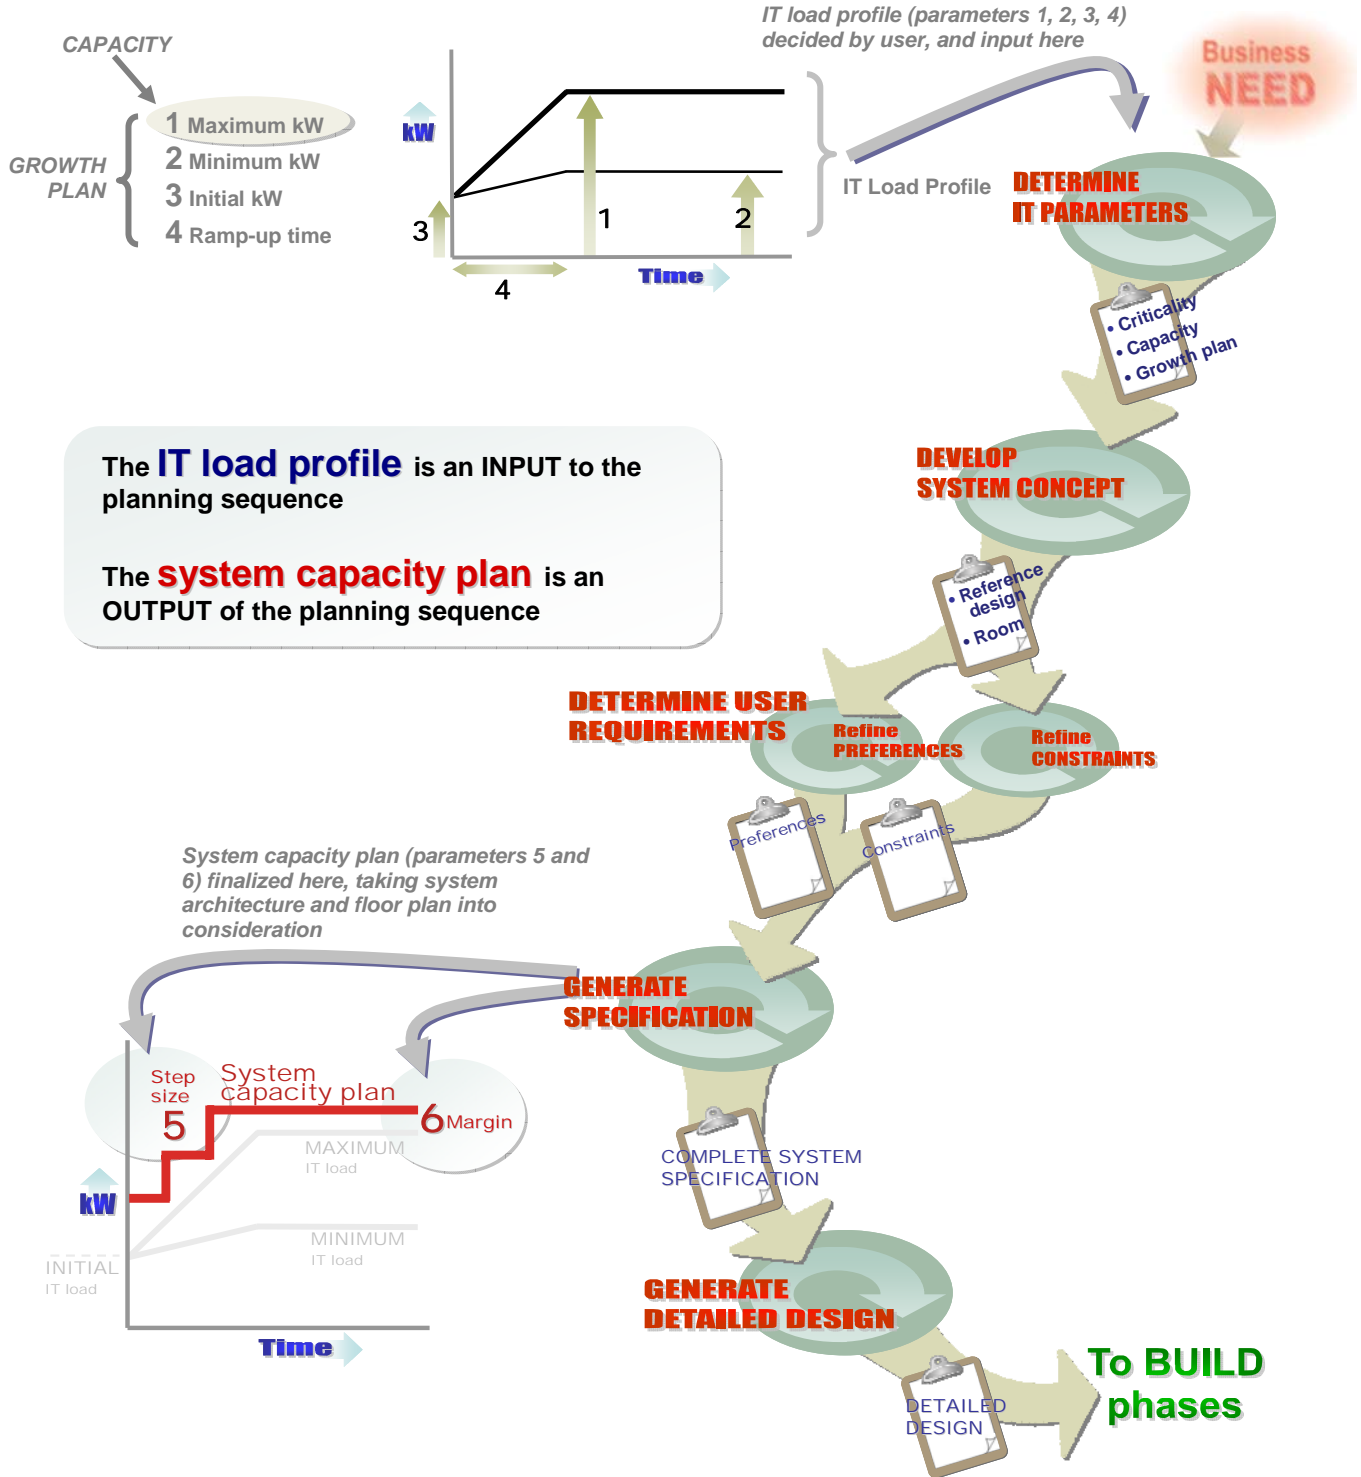 IT load profile (parameters 1, 2, 3, 4)
decided by user, and input here
CAPACITY
1 Maximum kW
2 Minimum kW
3 Initial kW
4 Ramp-up time
GROWTH
PLAN
kW
1
2
3
4
Time
IT Load Profile
Business
NEED
DETERMINE
IT PARAMETERS
• Criticality
• Capacity
• Growth plan
The IT load profile is an INPUT to the
planning sequence
The system capacity plan is an
OUTPUT of the planning sequence
DEVELOP
SYSTEM CONCEPT
• Reference
design
• Room
DETERMINE USER
REQUIREMENTS
Refine
PREFERENCES
Refine
CONSTRAINTS
Preferences
Constraints
System capacity plan (parameters 5 and
6) finalized here, taking system
architecture and floor plan into
consideration
GENERATE
SPECIFICATION
Step
size
5
System
capacity plan
6 Margin
MAXIMUM
IT load
kW
MINIMUM
IT load
INITIAL
IT load
Time
COMPLETE SYSTEM
SPECIFICATION
GENERATE
DETAILED DESIGN
DETAILED
DESIGN
To BUILD
phases